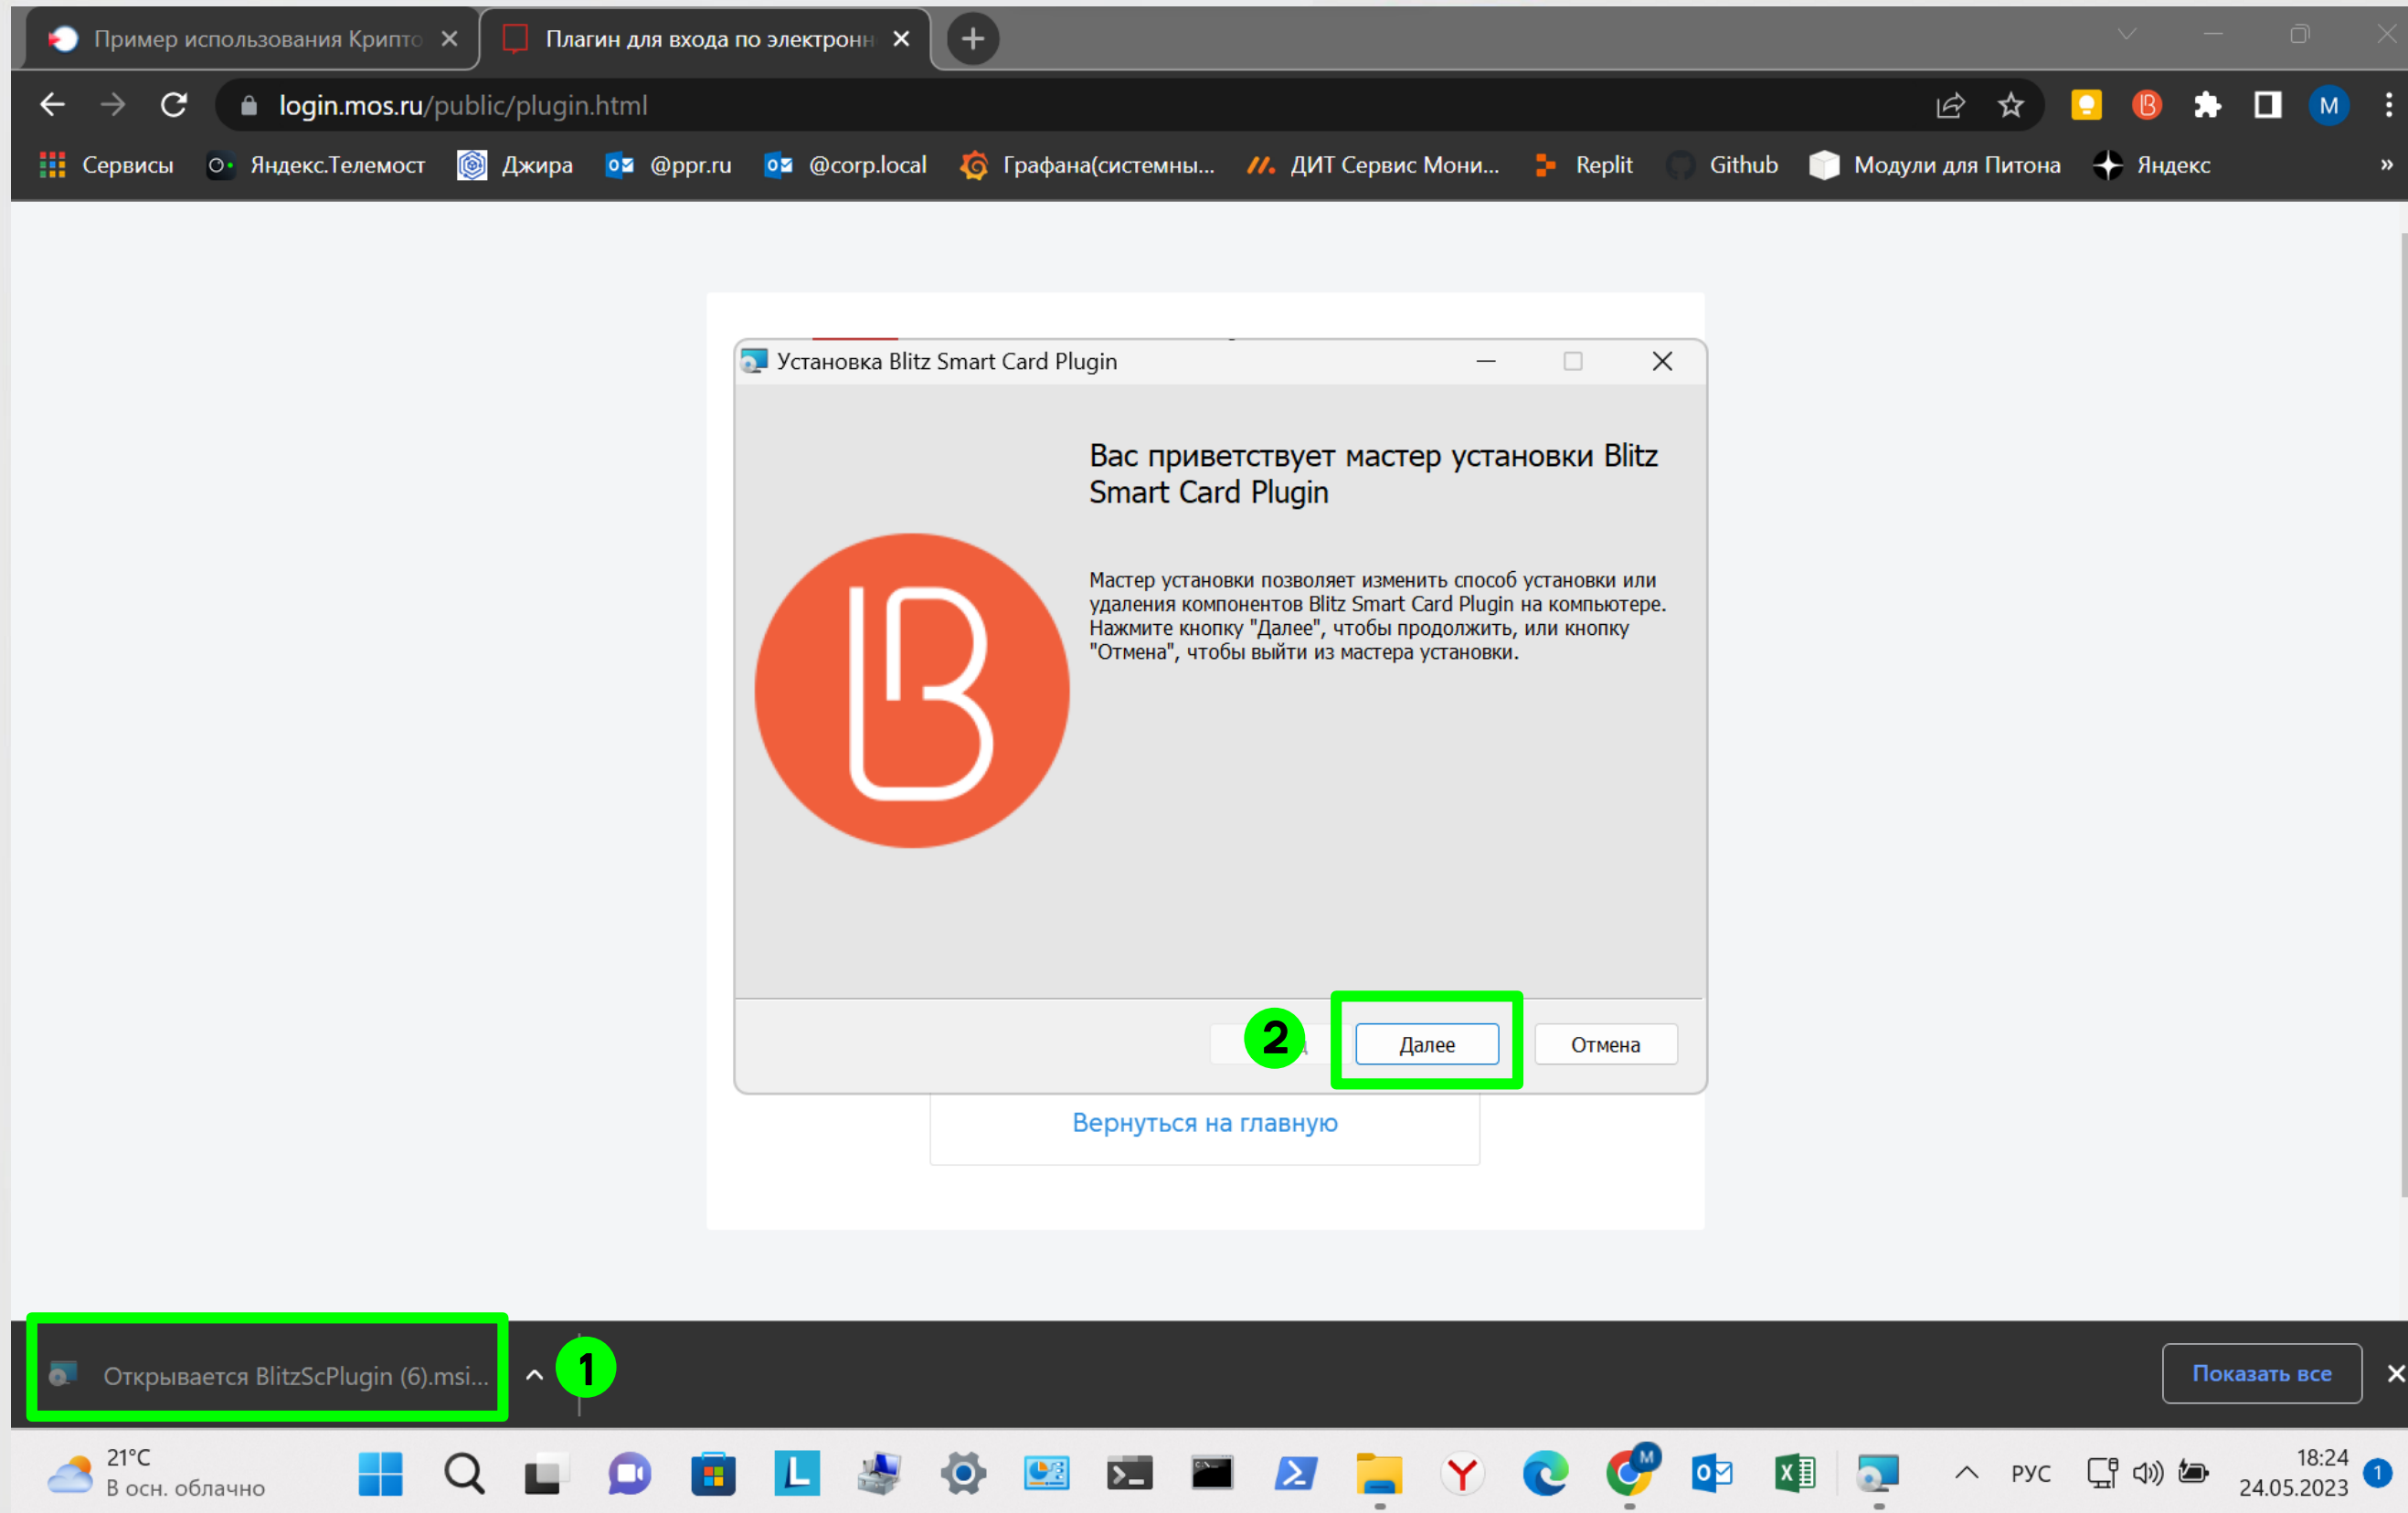 Пример использования Крипто
Плагин для входа по электронн
login.mos.ru/public/plugin.html
M
Сервисы
Яндекс.Телемост
Джира
@ppr.ru
@corp.local
Графана(системны...
ДИТ Сервис Мони...
Replit
Github
Модули для Питона
Яндекс
»
Установка Blitz Smart Card Plugin
Вас приветствует мастер установки Blitz
Smart Card Plugin
Мастер установки позволяет изменить способ установки или
удаления компонентов Blitz Smart Card Plugin на компьютере.
Нажмите кнопку "Далее", чтобы продолжить, или кнопку
"Отмена", чтобы выйти из мастера установки.
2
Далее
Отмена
Вернуться на главную
Открывается BlitzScPlugin (6).msi...
1
Показать все
21°C
В осн. облачно
M
РУС
18:24
24.05.2023
1